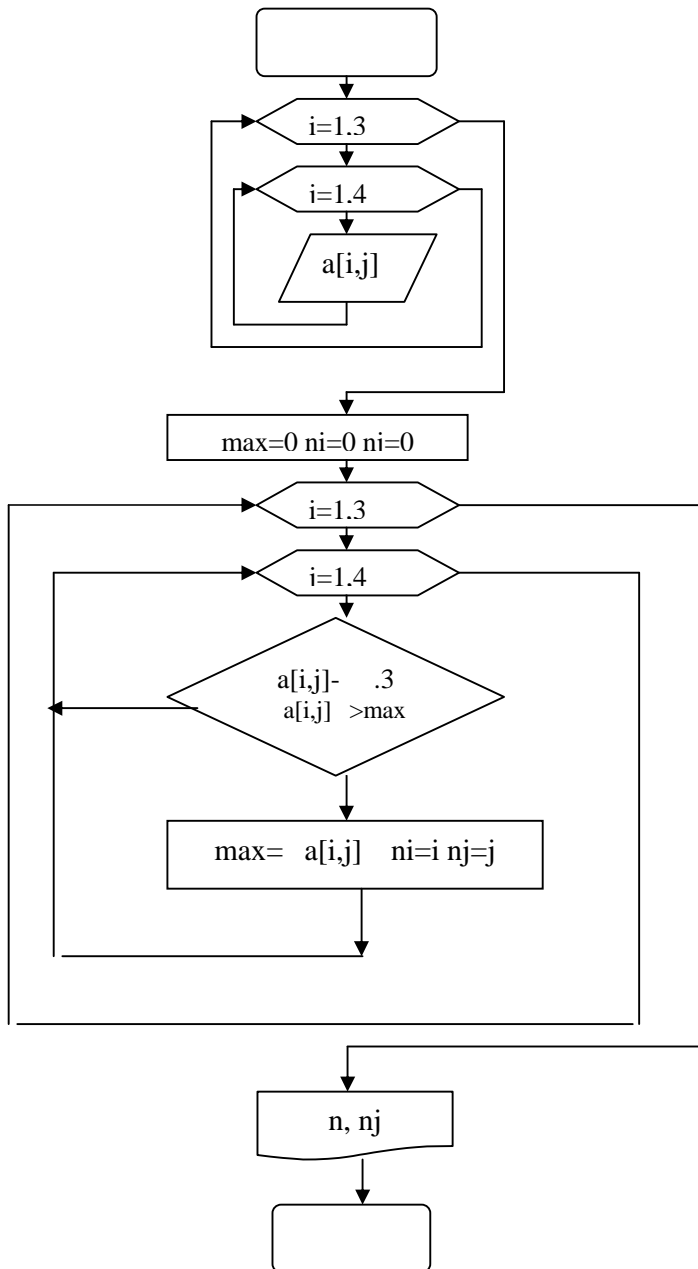 i=1,3
j=1,4
a[i,j]
max=0 ni=0 nj=0
i=1,3
j=1,4
a[i,j]- .3
a[i,j] >max
max= a[i,j] ni=i nj=j
n, nj